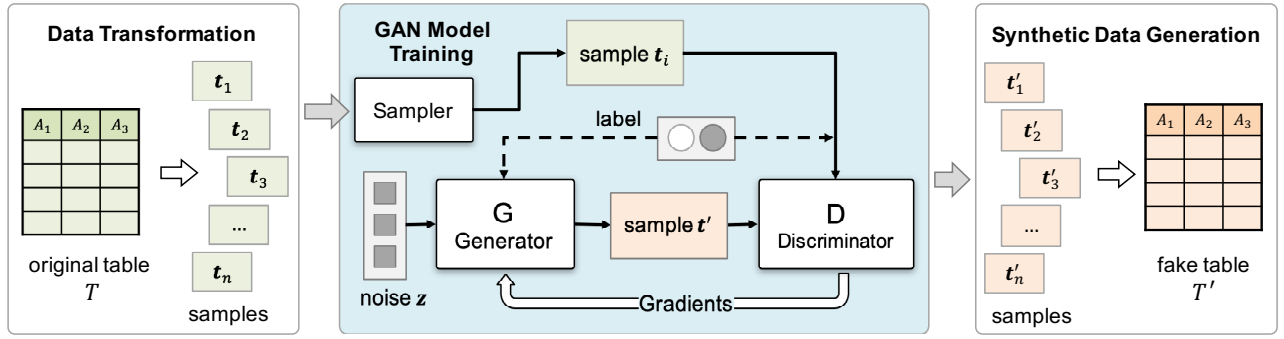 Data Transformation
A₁ A₂ A₃
original table
T
t₁
t₂
t₃
...
tₙ
samples
GAN Model
Training
Sampler
sample tᵢ
label
noise z
G
Generator
sample t′
D
Discriminator
Gradients
Synthetic Data Generation
t′₁
t′₂
t′₃
...
t′ₙ
samples
A₁ A₂ A₃
fake table
T′